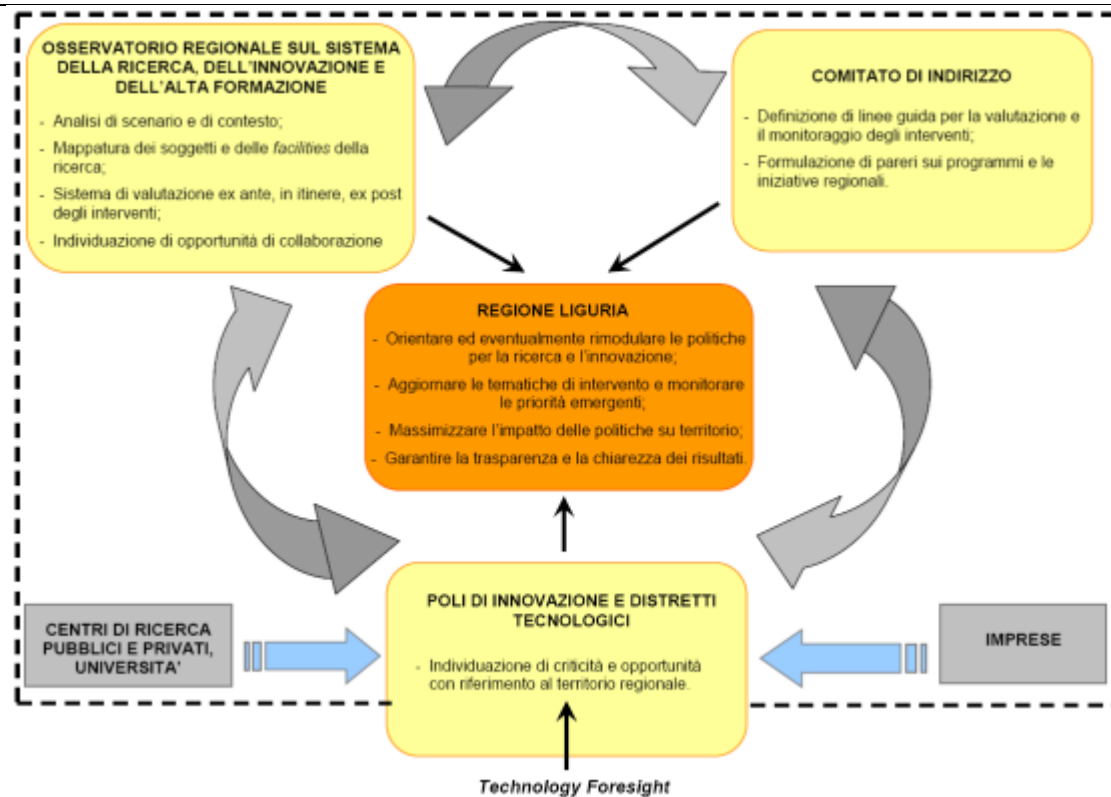 OSSERVATORIO REGIONALE SUL SISTEMA
DELLA RICERCA, DELL'INNOVAZIONE E
DELL'ALTA FORMAZIONE
- Analisi di scenario e di contesto;
- Mappatura dei soggetti e delle facilities della
ricerca;
- Sistema di valutazione ex ante, in itinere, ex post
degli interventi;
- Individuazione di opportunità di collaborazione
COMITATO DI INDIRIZZO
- Definizione di linee guida per la valutazione e
il monitoraggio degli interventi;
- Formulazione di pareri sui programmi e le
iniziative regionali.
REGIONE LIGURIA
- Orientare ed eventualmente rimodulare le politiche
per la ricerca e l'innovazione;
- Aggiornare le tematiche di intervento e monitorare
le priorità emergenti;
- Massimizzare l'impatto delle politiche su territorio;
- Garantire la trasparenza e la chiarezza dei risultati.
POLI DI INNOVAZIONE E DISTRETTI
TECNOLOGICI
- Individuazione di criticità e opportunità
con riferimento al territorio regionale.
CENTRI DI RICERCA
PUBBLICI E PRIVATI,
UNIVERSITA'
IMPRESE
Technology Foresight